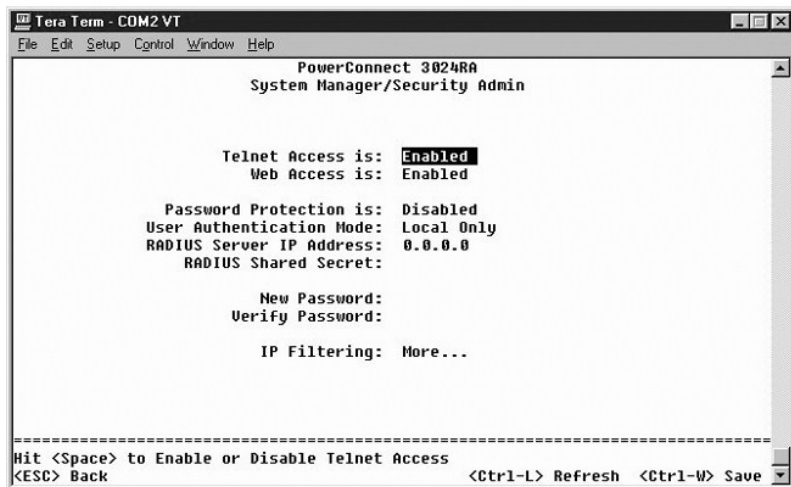 Tera Term - COM2 VT
File Edit Setup Control Window Help
PowerConnect 3024RA
System Manager/Security Admin
Telnet Access is: Enabled
Web Access is: Enabled
Password Protection is: Disabled
User Authentication Mode: Local Only
RADIUS Server IP Address: 0.0.0.0
RADIUS Shared Secret:
New Password:
Verify Password:
IP Filtering: More...
================================================================================
Hit <Space> to Enable or Disable Telnet Access
<ESC> Back <Ctrl-L> Refresh <Ctrl-W> Save